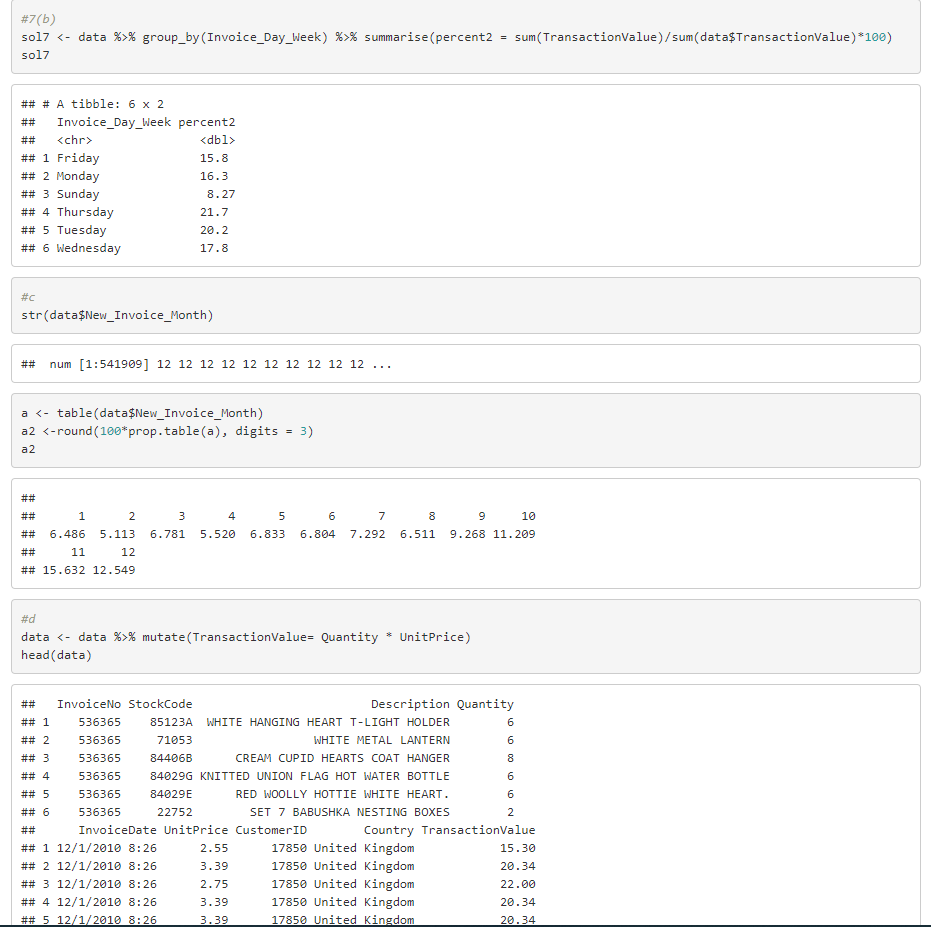 #7(b)
sol7 <- data %>% group_by(Invoice_Day_Week) %>% summarise(percent2 = sum(TransactionValue)/sum(data$TransactionValue)*100)
sol7
## # A tibble: 6 x 2
##   Invoice_Day_Week percent2
##   <chr>               <dbl>
## 1 Friday              15.8
## 2 Monday              16.3
## 3 Sunday               8.27
## 4 Thursday            21.7
## 5 Tuesday             20.2
## 6 Wednesday           17.8
#c
str(data$New_Invoice_Month)
##  num [1:541909] 12 12 12 12 12 12 12 12 12 12 ...
a <- table(data$New_Invoice_Month)
a2 <-round(100*prop.table(a), digits = 3)
a2
##
##      1      2      3      4      5      6      7      8      9     10
##  6.486  5.113  6.781  5.520  6.833  6.804  7.292  6.511  9.268 11.209
##     11     12
## 15.632 12.549
#d
data <- data %>% mutate(TransactionValue= Quantity * UnitPrice)
head(data)
##   InvoiceNo StockCode                         Description Quantity
## 1    536365    85123A  WHITE HANGING HEART T-LIGHT HOLDER        6
## 2    536365     71053                 WHITE METAL LANTERN        6
## 3    536365    84406B      CREAM CUPID HEARTS COAT HANGER        8
## 4    536365    84029G KNITTED UNION FLAG HOT WATER BOTTLE        6
## 5    536365    84029E      RED WOOLLY HOTTIE WHITE HEART.        6
## 6    536365     22752        SET 7 BABUSHKA NESTING BOXES        2
##      InvoiceDate UnitPrice CustomerID        Country TransactionValue
## 1 12/1/2010 8:26      2.55      17850 United Kingdom            15.30
## 2 12/1/2010 8:26      3.39      17850 United Kingdom            20.34
## 3 12/1/2010 8:26      2.75      17850 United Kingdom            22.00
## 4 12/1/2010 8:26      3.39      17850 United Kingdom            20.34
## 5 12/1/2010 8:26      3.39      17850 United Kingdom            20.34